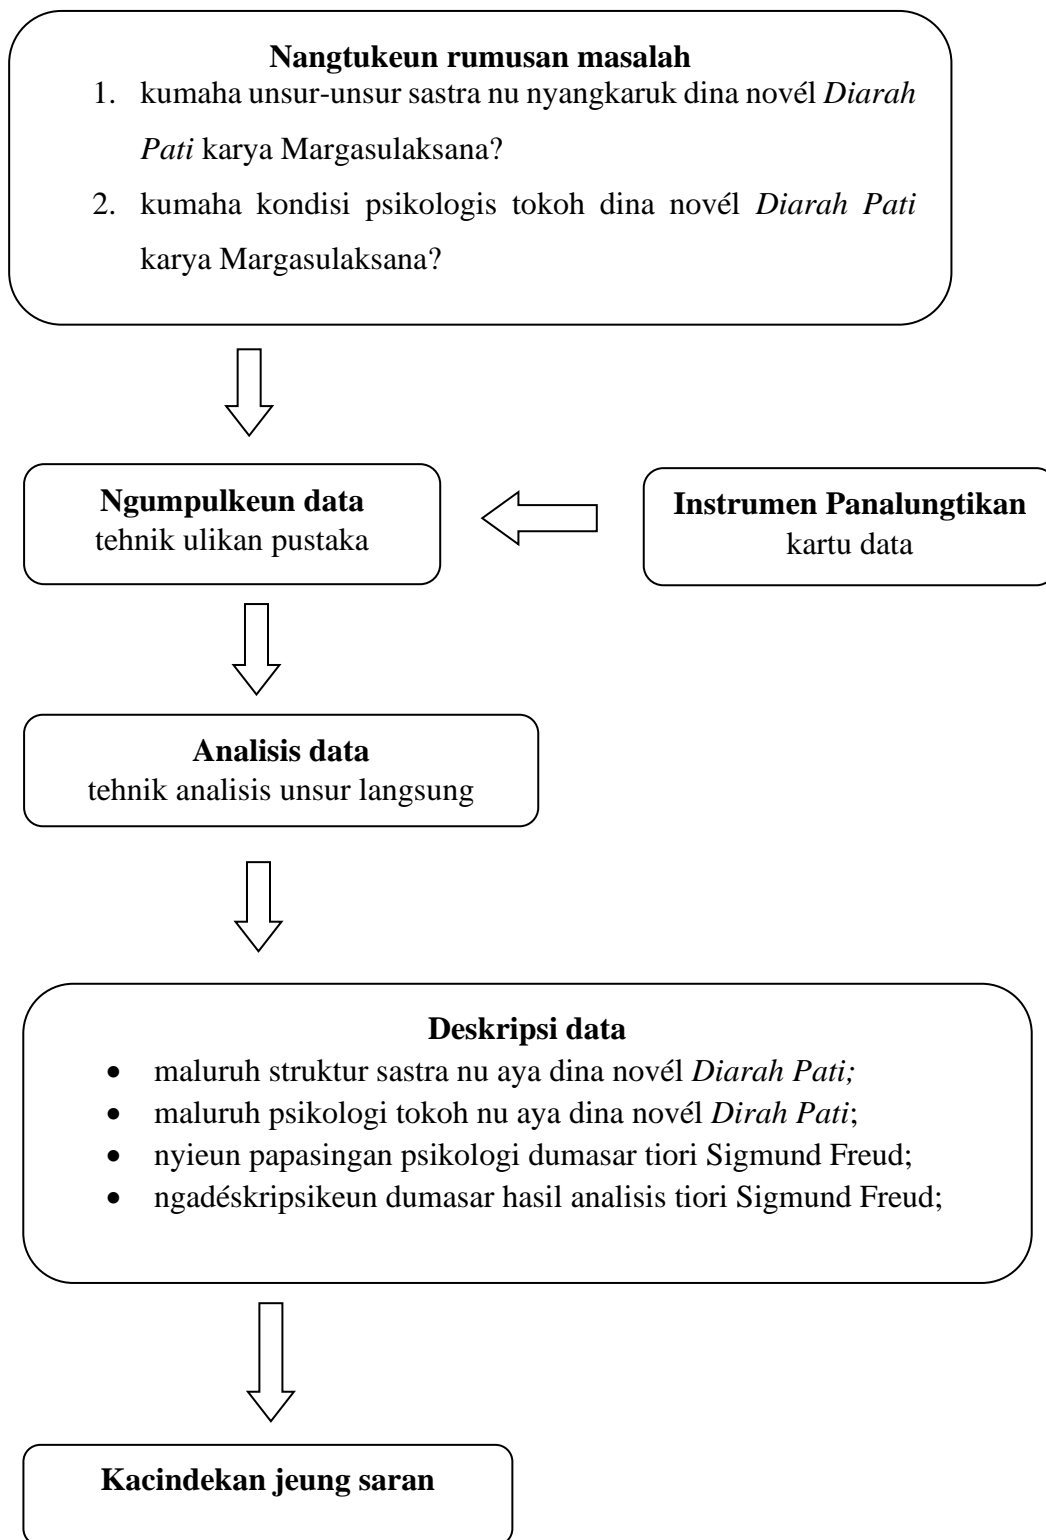 Nangtukeun rumusan masalah
1. kumaha unsur-unsur sastra nu nyangkaruk dina novél Diarah
Pati karya Margasulaksana?
2. kumaha kondisi psikologis tokoh dina novél Diarah Pati
karya Margasulaksana?
Ngumpulkeun data
tehnik ulikan pustaka
Instrumen Panalungtikan
kartu data
Analisis data
tehnik analisis unsur langsung
Deskripsi data
• maluruh struktur sastra nu aya dina novél Diarah Pati;
• maluruh psikologi tokoh nu aya dina novél Dirah Pati;
• nyieun papasingan psikologi dumasar tiori Sigmund Freud;
• ngadéskripsikeun dumasar hasil analisis tiori Sigmund Freud;
Kacindekan jeung saran